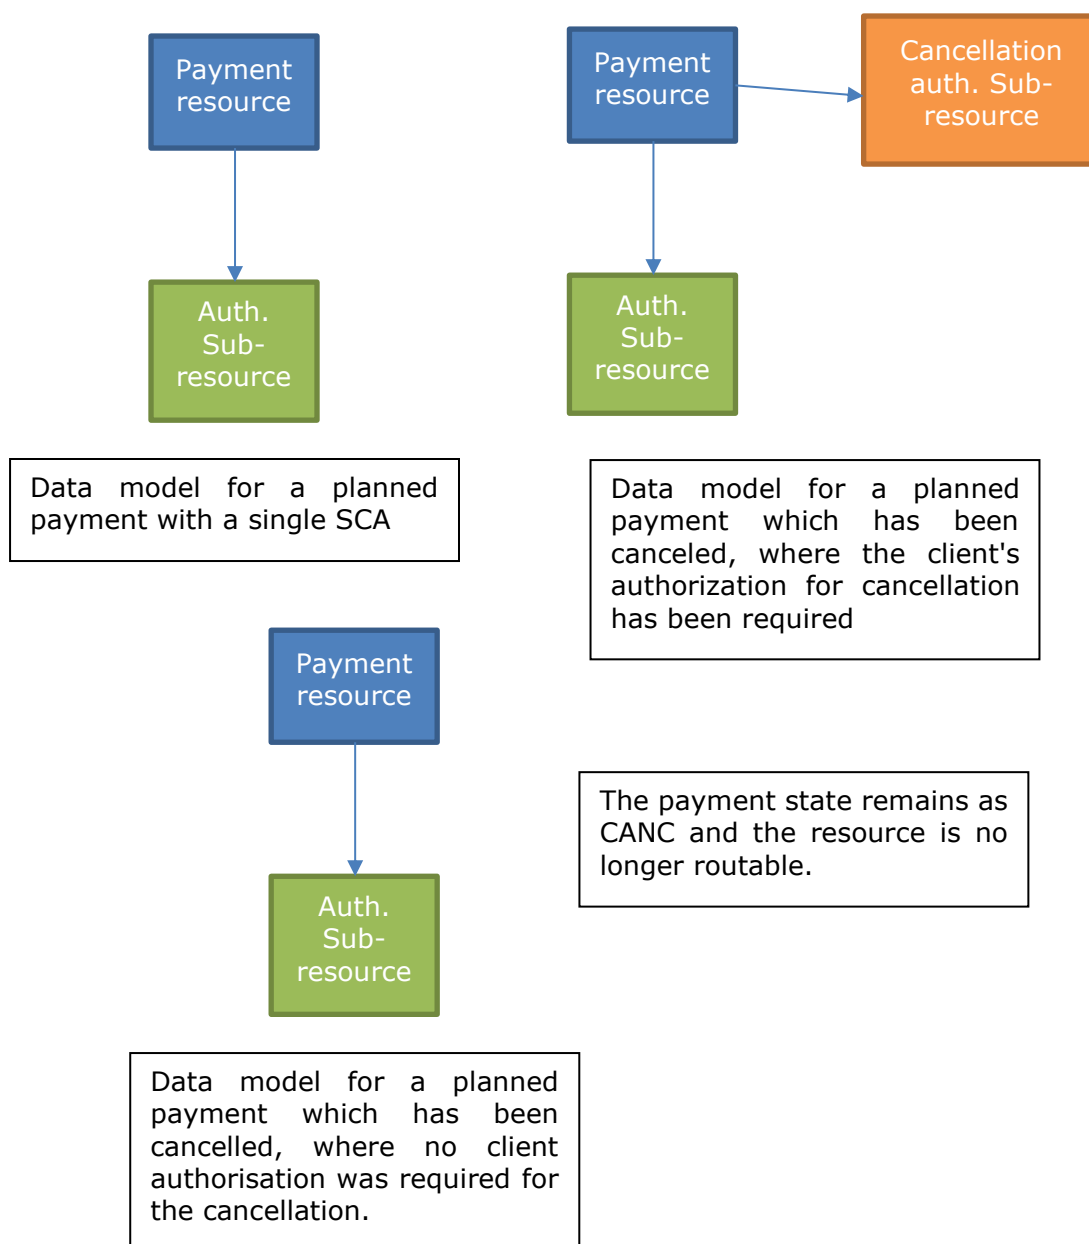 Payment
resource
Auth.
Sub-
resource
Data model for a planned
payment with a single SCA
Payment
resource
Cancellation
auth. Sub-
resource
Auth.
Sub-
resource
Data model for a planned
payment which has been
canceled, where the client's
authorization for cancellation
has been required
Payment
resource
Auth.
Sub-
resource
The payment state remains as
CANC and the resource is no
longer routable.
Data model for a planned
payment which has been
cancelled, where no client
authorisation was required for
the cancellation.